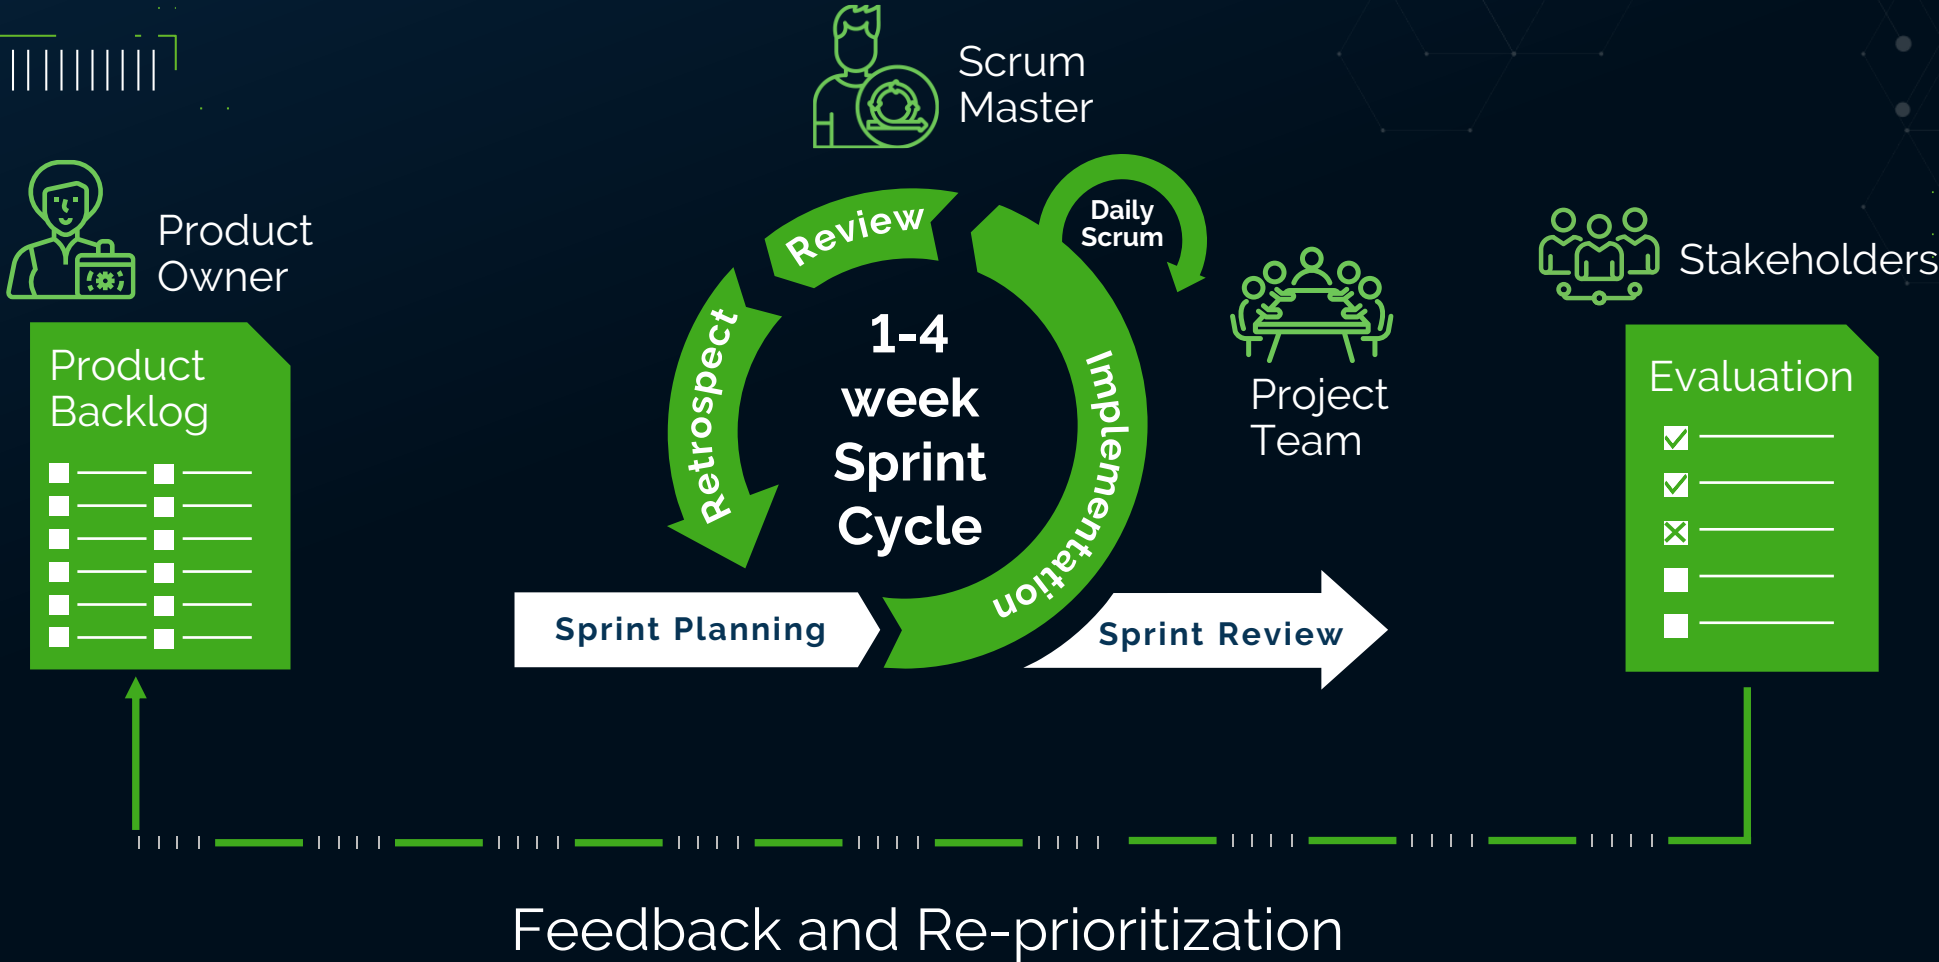 Scrum
Master
Product
Owner
Product
Backlog
Review
Retrospect
1-4
week
Sprint
Cycle
Implementation
Daily
Scrum
Project
Team
Sprint Planning
Sprint Review
Stakeholders
Evaluation
Feedback and Re-prioritization